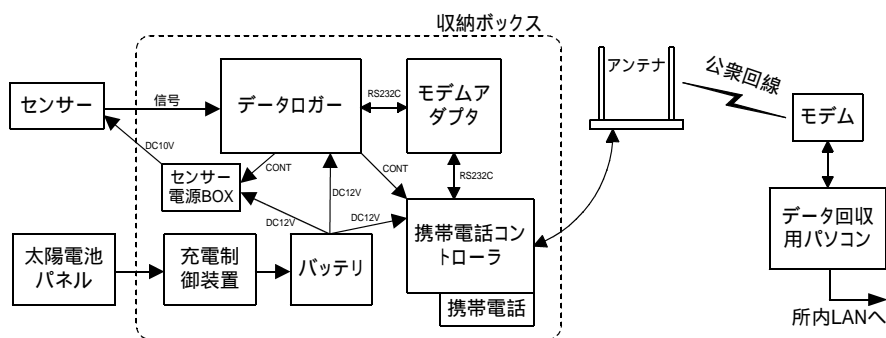 収納ボックス
センサー
信号
データロガー
RS232C
モデムア
ダプタ
アンテナ
公衆回線
モデム
DC10V
センサー
電源BOX
CONT
DC12V
CONT
RS232C
DC12V
DC12V
太陽電池
パネル
充電制
御装置
バッテリ
携帯電話コン
トローラ
携帯電話
データ回収
用パソコン
所内LANへ